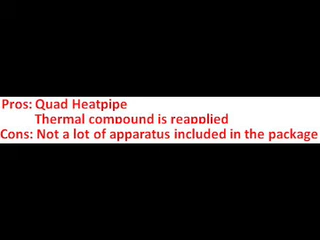 Pros: Quad Heatpipe
Thermal compound is reapplied
Cons: Not a lot of apparatus included in the package